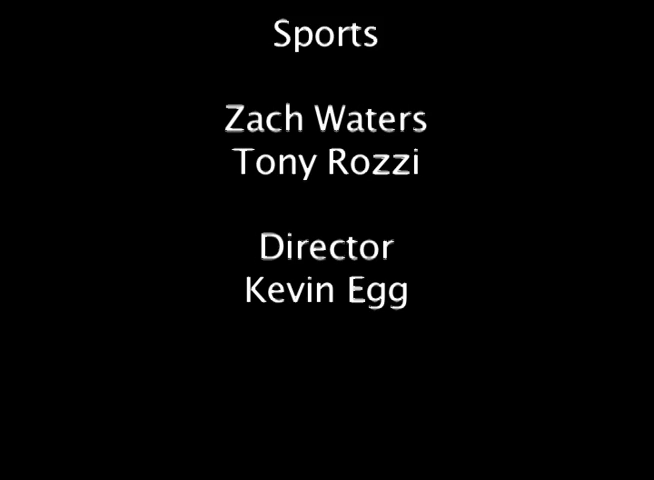 Sports
Zach Waters
Tony Rozzi
Director
Kevin Egg